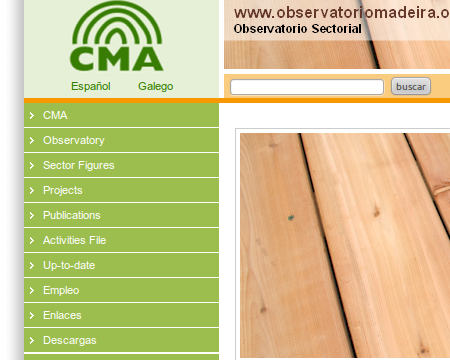 www.observatoriomadeira.o
Observatorio Sectorial
CMA
Español Galego
buscar
CMA
Observatory
Sector Figures
Projects
Publications
Activities File
Up-to-date
Empleo
Enlaces
Descargas